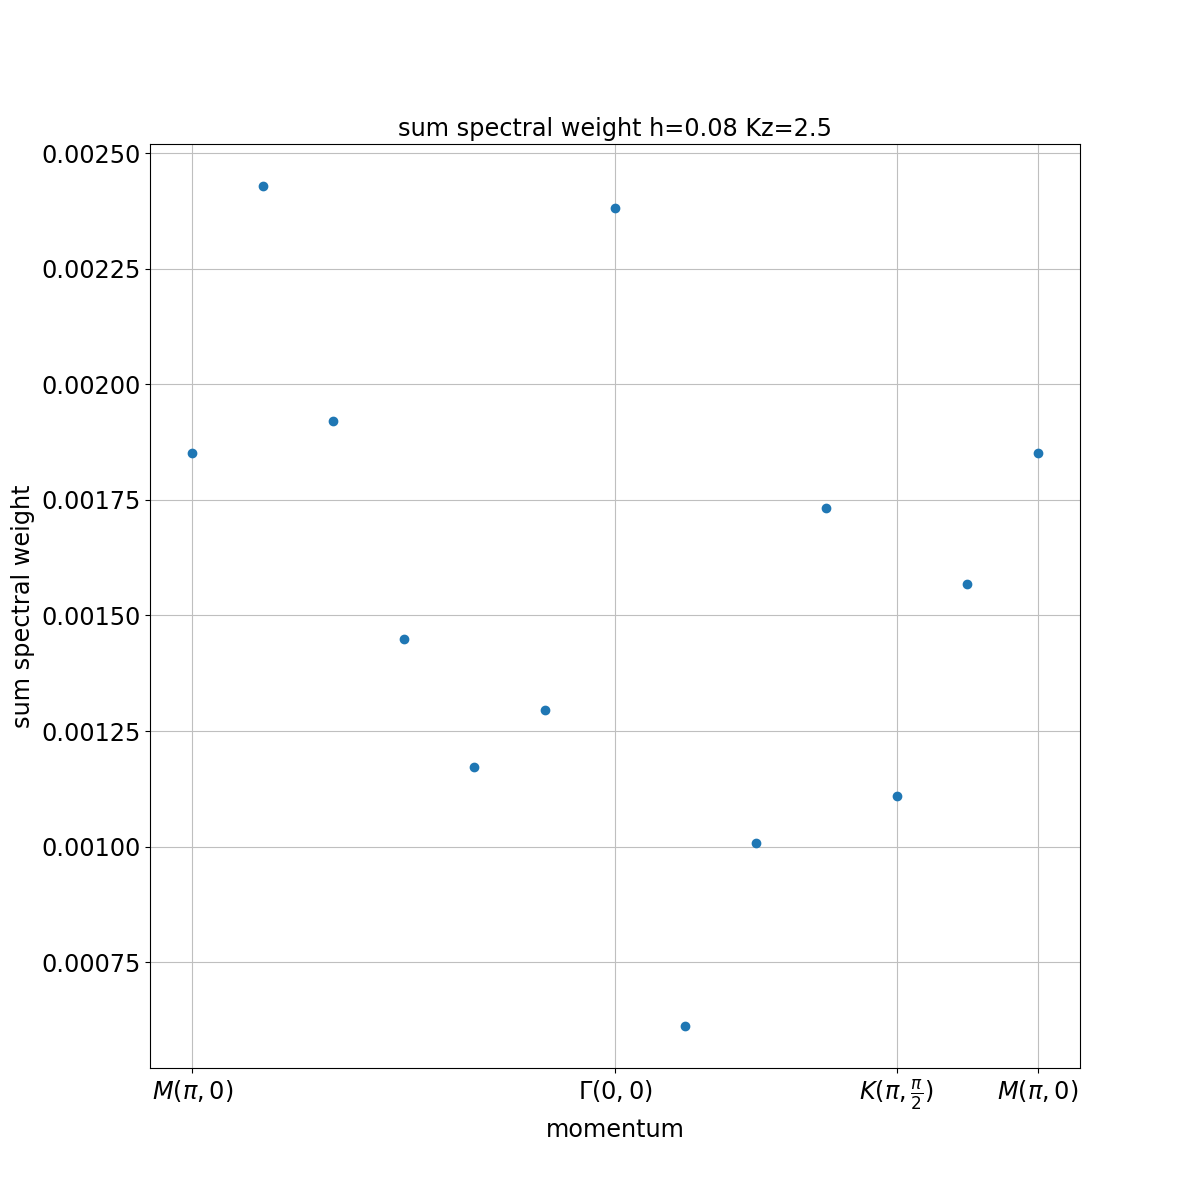 sum spectral weight h=0.08 Kz=2.5
0.00250
0.00225
0.00200
0.00175
0.00150
0.00125
0.00100
0.00075
sum spectral weight
M(π, 0)
Γ(0, 0)
K(π, π/2)
M(π, 0)
momentum